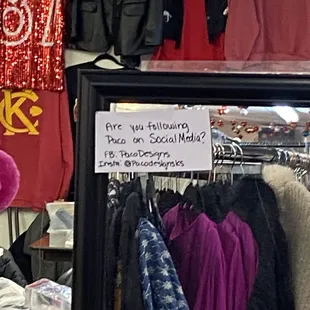 Are you following
Paco on Social Media?
FB: PacoDesigns
Insta: @Pacodesignsks
KC